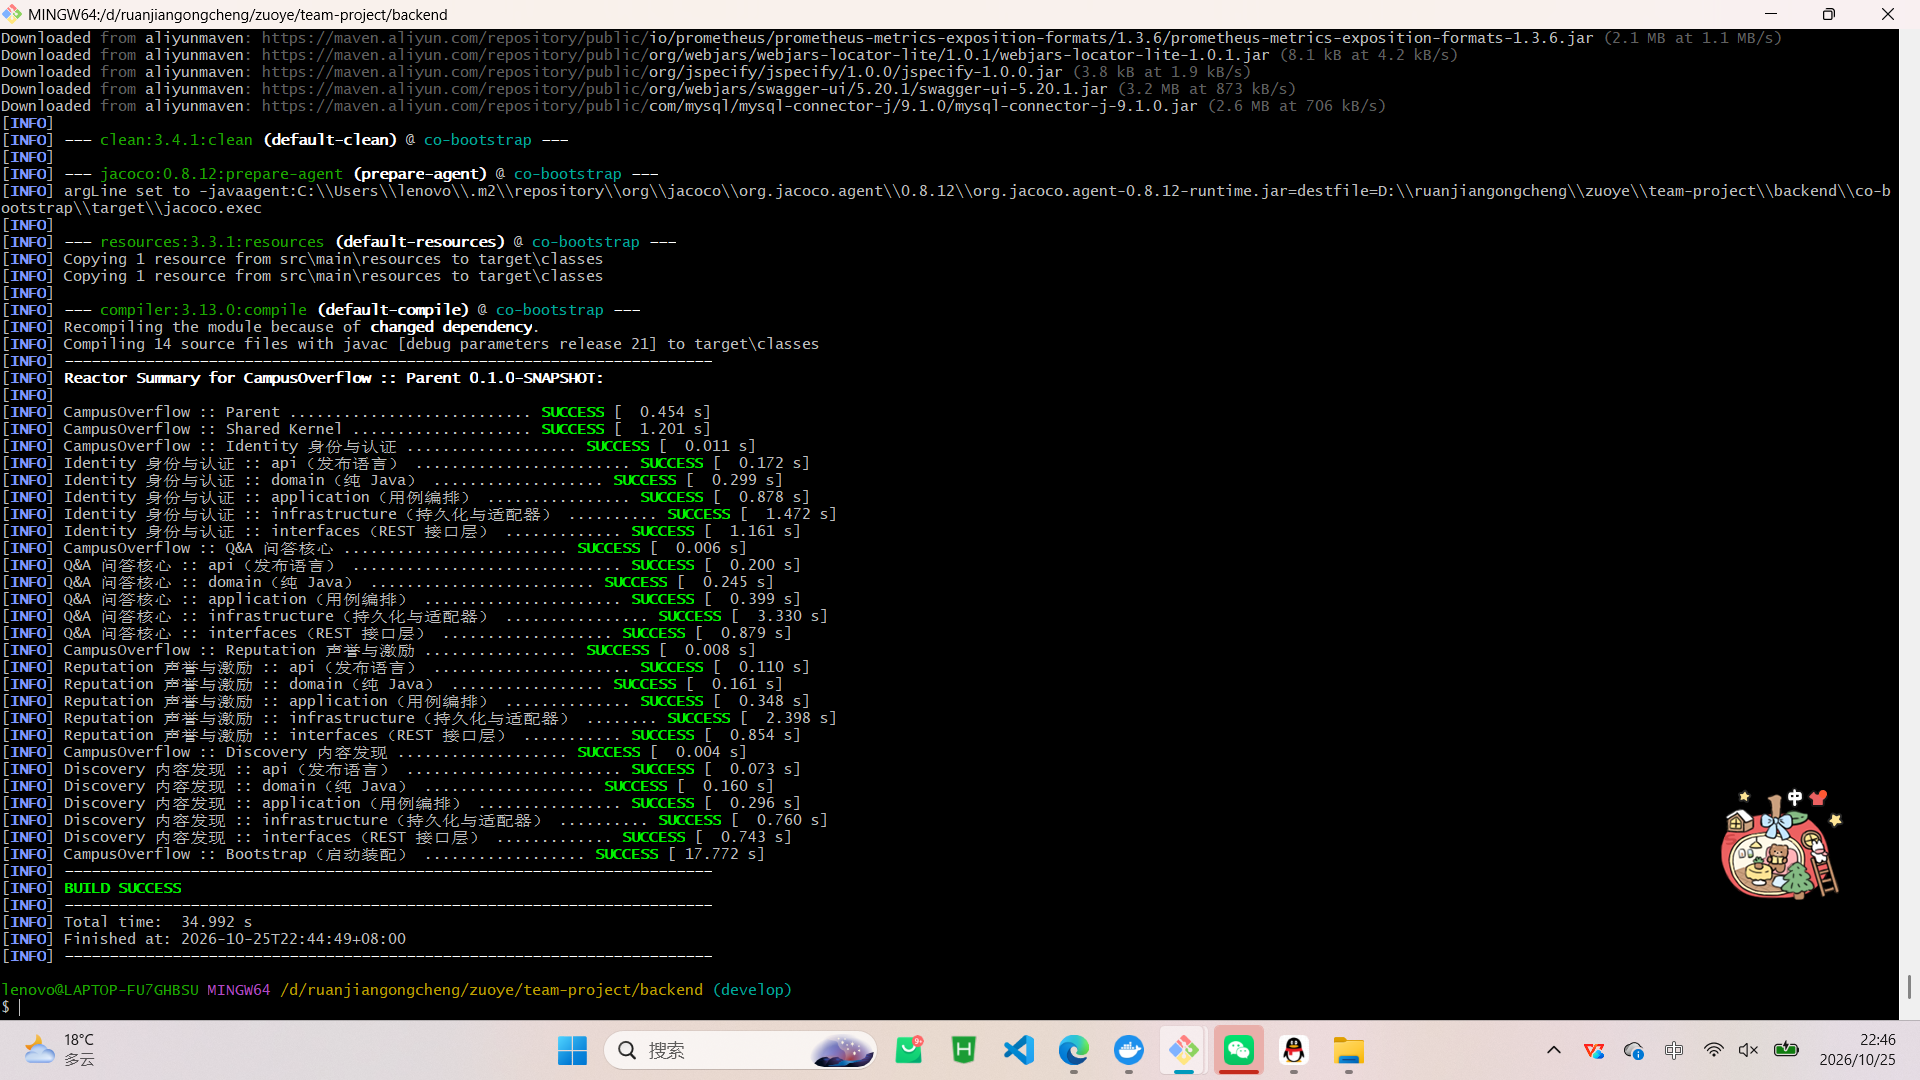 MINGW64:/d/ruanjiangongcheng/zuoye/team-project/backend
Downloaded from aliyunmaven: https://maven.aliyun.com/repository/public/io/prometheus/prometheus-metrics-exposition-formats/1.3.6/prometheus-metrics-exposition-formats-1.3.6.jar (2.1 MB at 1.1 MB/s)
Downloaded from aliyunmaven: https://maven.aliyun.com/repository/public/org/webjars/webjars-locator-lite/1.0.1/webjars-locator-lite-1.0.1.jar (8.1 kB at 4.2 kB/s)
Downloaded from aliyunmaven: https://maven.aliyun.com/repository/public/org/jspecify/jspecify/1.0.0/jspecify-1.0.0.jar (3.8 kB at 1.9 kB/s)
Downloaded from aliyunmaven: https://maven.aliyun.com/repository/public/org/webjars/swagger-ui/5.20.1/swagger-ui-5.20.1.jar (3.2 MB at 873 kB/s)
Downloaded from aliyunmaven: https://maven.aliyun.com/repository/public/com/mysql/mysql-connector-j/9.1.0/mysql-connector-j-9.1.0.jar (2.6 MB at 706 kB/s)
[INFO]
[INFO] --- clean:3.4.1:clean (default-clean) @ co-bootstrap ---
[INFO]
[INFO] --- jacoco:0.8.12:prepare-agent (prepare-agent) @ co-bootstrap ---
[INFO] argLine set to -javaagent:C:\\Users\\lenovo\\.m2\\repository\\org\\jacoco\\org.jacoco.agent\\0.8.12\\org.jacoco.agent-0.8.12-runtime.jar=destfile=D:\\ruanjiangongcheng\\zuoye\\team-project\\backend\\co-b
ootstrap\\target\\jacoco.exec
[INFO]
[INFO] --- resources:3.3.1:resources (default-resources) @ co-bootstrap ---
[INFO] Copying 1 resource from src\main\resources to target\classes
[INFO] Copying 1 resource from src\main\resources to target\classes
[INFO]
[INFO] --- compiler:3.13.0:compile (default-compile) @ co-bootstrap ---
[INFO] Recompiling the module because of changed dependency.
[INFO] Compiling 14 source files with javac [debug parameters release 21] to target\classes
[INFO] ------------------------------------------------------------------------
[INFO] Reactor Summary for CampusOverflow :: Parent 0.1.0-SNAPSHOT:
[INFO]
[INFO] CampusOverflow :: Parent ........................... SUCCESS [  0.454 s]
[INFO] CampusOverflow :: Shared Kernel .................... SUCCESS [  1.201 s]
[INFO] CampusOverflow :: Identity 身份与认证 ................... SUCCESS [  0.011 s]
[INFO] Identity 身份与认证 :: api（发布语言） ........................ SUCCESS [  0.172 s]
[INFO] Identity 身份与认证 :: domain（纯 Java） ................... SUCCESS [  0.299 s]
[INFO] Identity 身份与认证 :: application（用例编排） ................ SUCCESS [  0.878 s]
[INFO] Identity 身份与认证 :: infrastructure（持久化与适配器） .......... SUCCESS [  1.472 s]
[INFO] Identity 身份与认证 :: interfaces（REST 接口层） ............. SUCCESS [  1.161 s]
[INFO] CampusOverflow :: Q&A 问答核心 ......................... SUCCESS [  0.006 s]
[INFO] Q&A 问答核心 :: api（发布语言） .............................. SUCCESS [  0.200 s]
[INFO] Q&A 问答核心 :: domain（纯 Java） ......................... SUCCESS [  0.245 s]
[INFO] Q&A 问答核心 :: application（用例编排） ...................... SUCCESS [  0.399 s]
[INFO] Q&A 问答核心 :: infrastructure（持久化与适配器） ................ SUCCESS [  3.330 s]
[INFO] Q&A 问答核心 :: interfaces（REST 接口层） ................... SUCCESS [  0.879 s]
[INFO] CampusOverflow :: Reputation 声誉与激励 ................. SUCCESS [  0.008 s]
[INFO] Reputation 声誉与激励 :: api（发布语言） ...................... SUCCESS [  0.110 s]
[INFO] Reputation 声誉与激励 :: domain（纯 Java） ................. SUCCESS [  0.161 s]
[INFO] Reputation 声誉与激励 :: application（用例编排） .............. SUCCESS [  0.348 s]
[INFO] Reputation 声誉与激励 :: infrastructure（持久化与适配器） ........ SUCCESS [  2.398 s]
[INFO] Reputation 声誉与激励 :: interfaces（REST 接口层） ........... SUCCESS [  0.854 s]
[INFO] CampusOverflow :: Discovery 内容发现 ................... SUCCESS [  0.004 s]
[INFO] Discovery 内容发现 :: api（发布语言） ........................ SUCCESS [  0.073 s]
[INFO] Discovery 内容发现 :: domain（纯 Java） .................... SUCCESS [  0.160 s]
[INFO] Discovery 内容发现 :: application（用例编排） ................ SUCCESS [  0.296 s]
[INFO] Discovery 内容发现 :: infrastructure（持久化与适配器） .......... SUCCESS [  0.760 s]
[INFO] Discovery 内容发现 :: interfaces（REST 接口层） ............. SUCCESS [  0.743 s]
[INFO] CampusOverflow :: Bootstrap（启动装配） .................. SUCCESS [ 17.772 s]
[INFO] ------------------------------------------------------------------------
[INFO] BUILD SUCCESS
[INFO] ------------------------------------------------------------------------
[INFO] Total time:  34.992 s
[INFO] Finished at: 2026-10-25T22:44:49+08:00
[INFO] ------------------------------------------------------------------------
lenovo@LAPTOP-FU7GHBSU MINGW64 /d/ruanjiangongcheng/zuoye/team-project/backend (develop)
$
中
18°C
多云
搜索
9+
H
中
22:46
2026/10/25